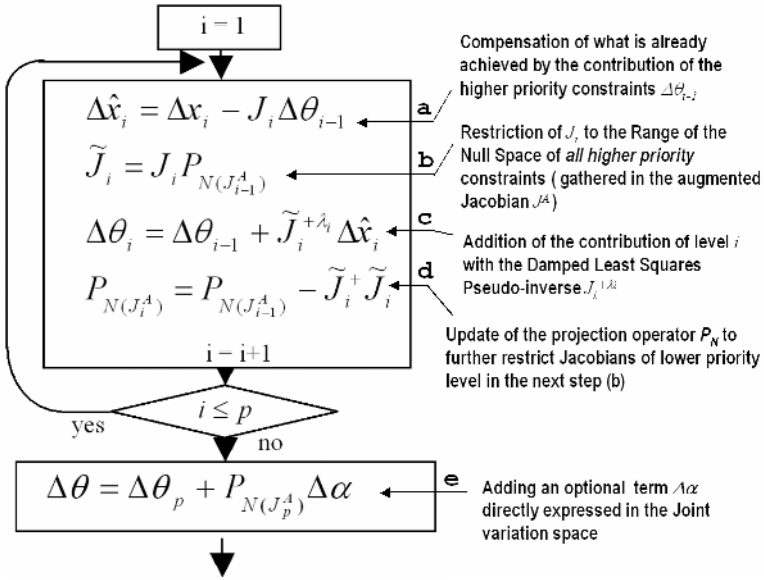 i = 1
Δx̂_i = Δx_i − J_i Δθ_{i−1}
J̃_i = J_i P_{N(J^A_{i−1})}
Δθ_i = Δθ_{i−1} + J̃_i^{+λ_i} Δx̂_i
P_{N(J^A_i)} = P_{N(J^A_{i−1})} − J̃_i^+ J̃_i
i = i+1
i ≤ p
yes
no
Δθ = Δθ_p + P_{N(J^A_p)} Δα
a
Compensation of what is already
achieved by the contribution of the
higher priority constraints Δθ_{i-1}
b
Restriction of J_i to the Range of the
Null Space of all higher priority
constraints ( gathered in the augmented
Jacobian J^A)
c
Addition of the contribution of level i
with the Damped Least Squares
Pseudo-inverse J_i^{+λi}
d
Update of the projection operator P_N to
further restrict Jacobians of lower priority
level in the next step (b)
e
Adding an optional term Δα
directly expressed in the Joint
variation space